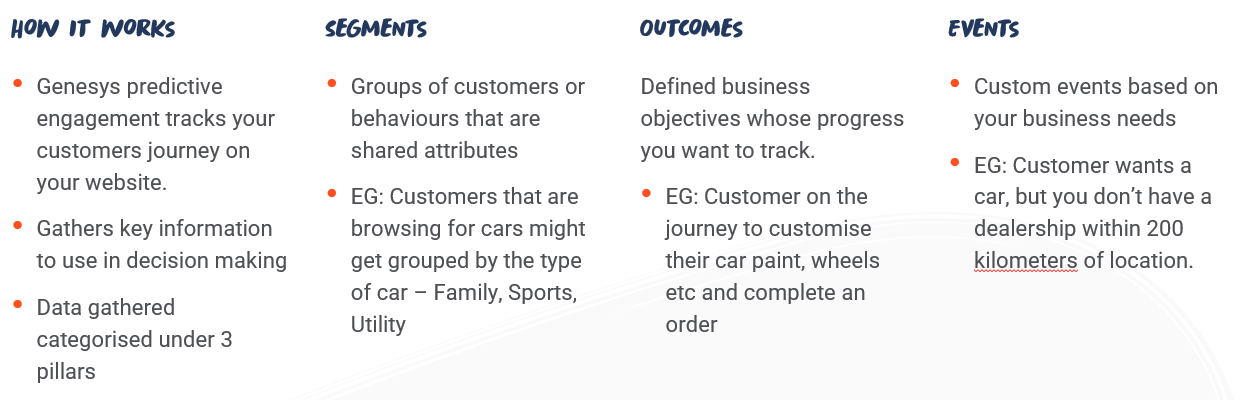 HOW IT WORKS
Genesys predictive
engagement tracks your
customers journey on
your website.
Gathers key information
to use in decision making
Data gathered
categorised under 3
pillars
SEGMENTS
Groups of customers or
behaviours that are
shared attributes
EG: Customers that are
browsing for cars might
get grouped by the type
of car – Family, Sports,
Utility
OUTCOMES
Defined business
objectives whose progress
you want to track.
EG: Customer on the
journey to customise
their car paint, wheels
etc and complete an
order
EVENTS
Custom events based on
your business needs
EG: Customer wants a
car, but you don’t have a
dealership within 200
kilometers of location.